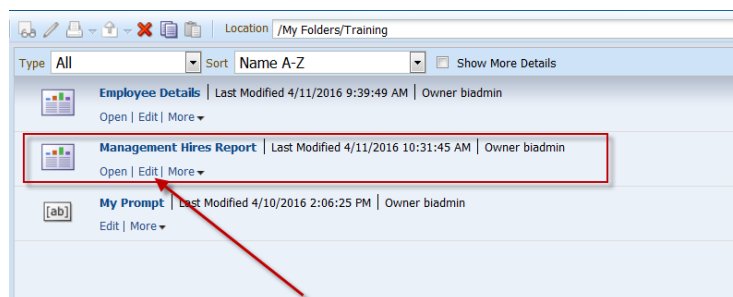 Location /My Folders/Training
Type All Sort Name A-Z Show More Details
Employee Details | Last Modified 4/11/2016 9:39:49 AM | Owner biadmin
Open | Edit | More
Management Hires Report | Last Modified 4/11/2016 10:31:45 AM | Owner biadmin
Open | Edit | More
[ab] My Prompt | Last Modified 4/10/2016 2:06:25 PM | Owner biadmin
Edit | More